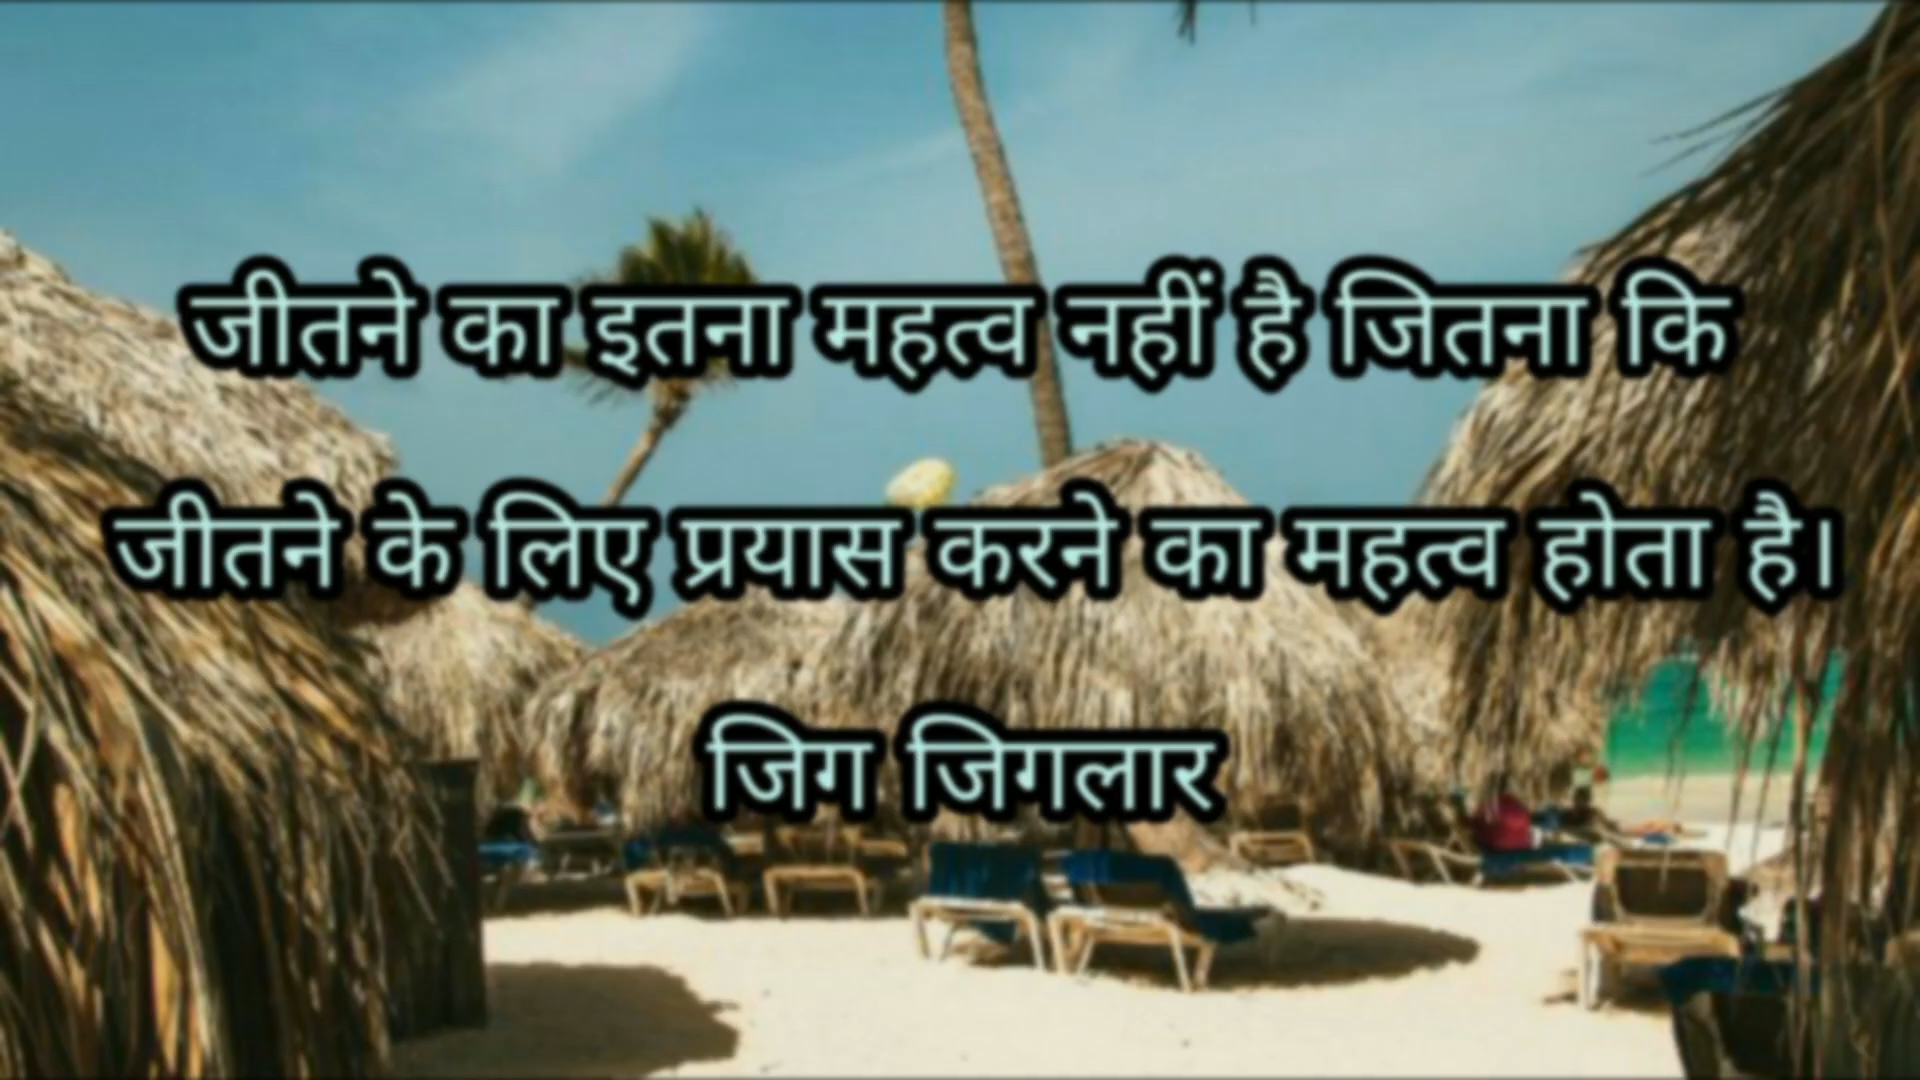 जीतने का इतना महत्व नहीं है जितना कि
जीतने के लिए प्रयास करने का महत्व होता है।
जिग जिगलार